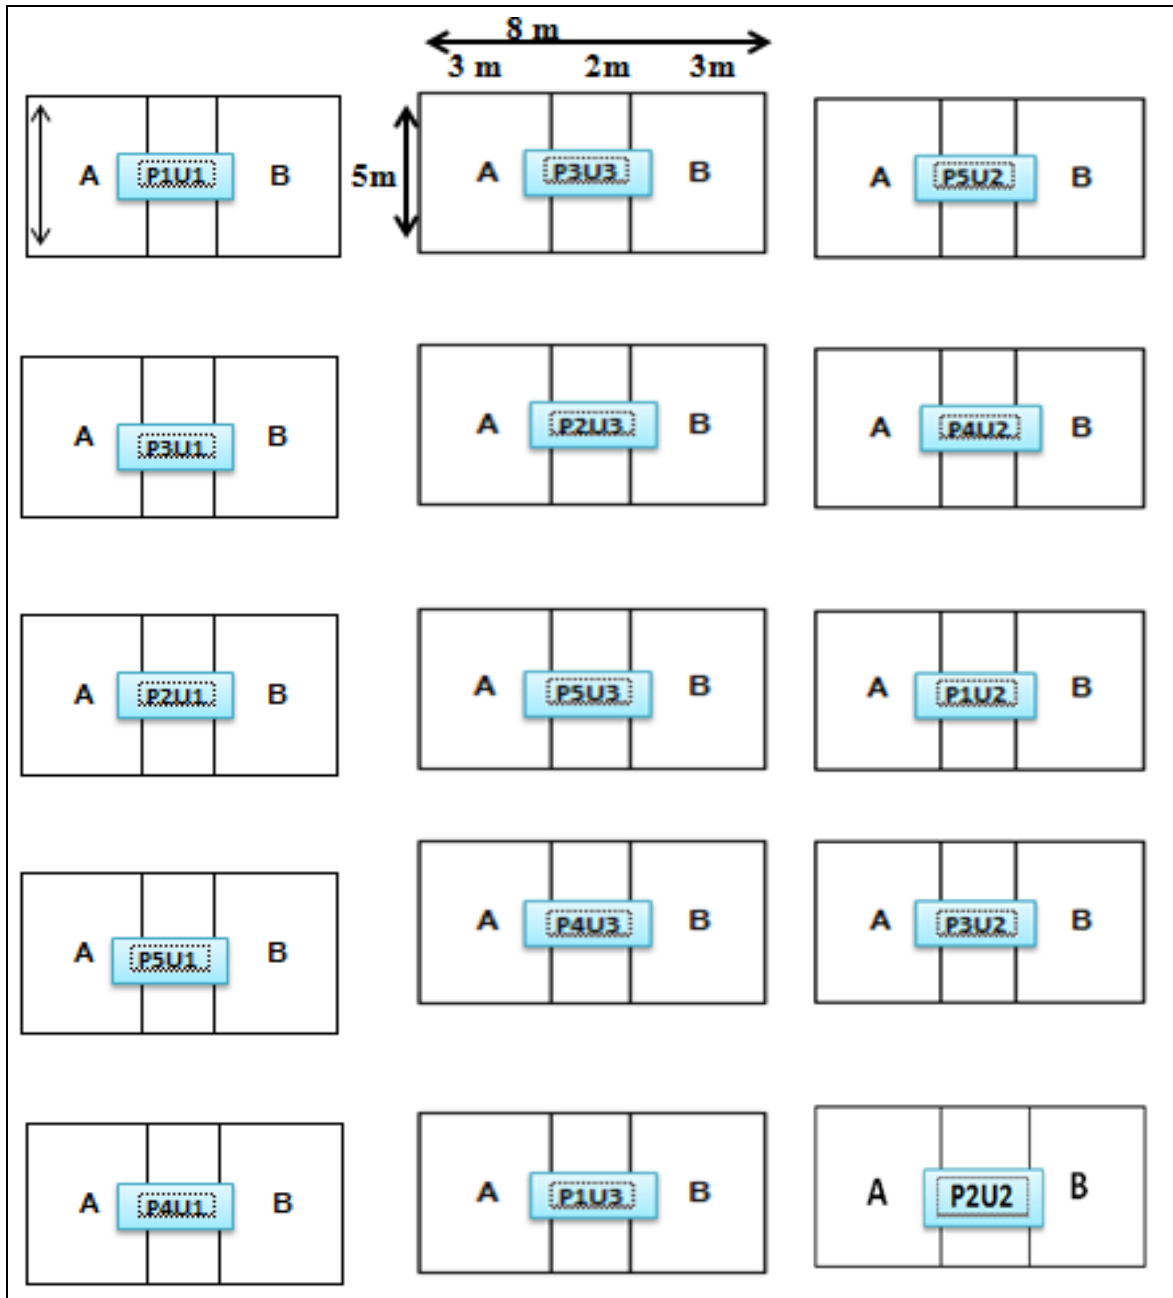 8 m
3 m 2m 3m
A P1U1 B
5m
A P3U3 B
A P5U2 B
A P3U1 B
A P2U3 B
A P4U2 B
A P2U1 B
A P5U3 B
A P1U2 B
A P5U1 B
A P4U3 B
A P3U2 B
A P4U1 B
A P1U3 B
A P2U2 B